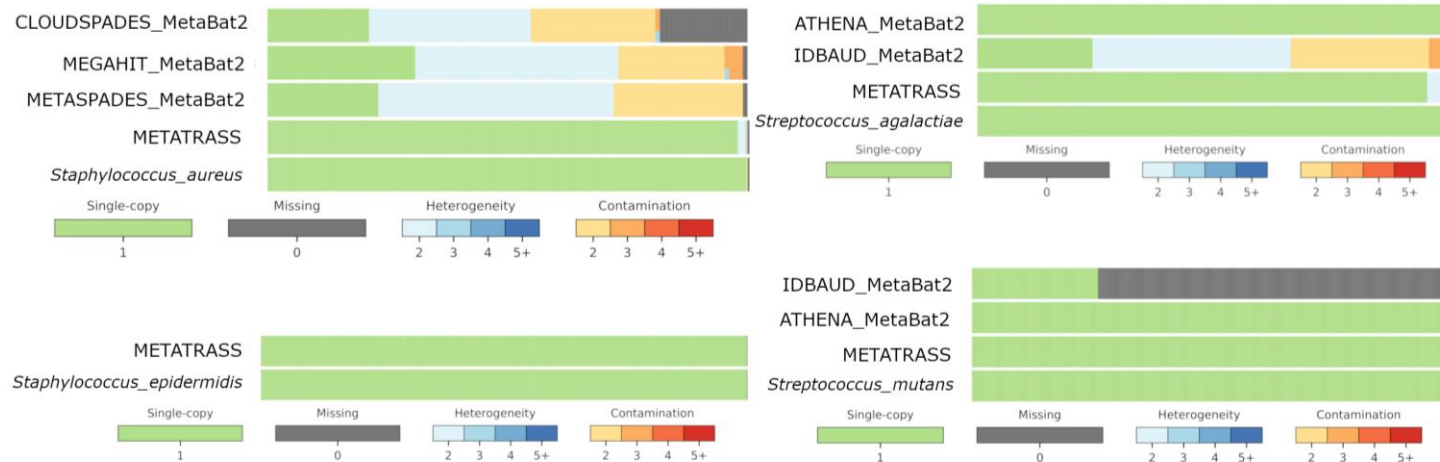 CLOUDSPADES_MetaBat2
MEGAHIT_MetaBat2
METASPADES_MetaBat2
METATRASS
Staphylococcus_aureus
Single-copy Missing Heterogeneity Contamination
1 0 2 3 4 5+ 2 3 4 5+
ATHENA_MetaBat2
IDBAUD_MetaBat2
METATRASS
Streptococcus_agalactiae
Single-copy Missing Heterogeneity Contamination
1 0 2 3 4 5+ 2 3 4 5+
METATRASS
Staphylococcus_epidermidis
Single-copy Missing Heterogeneity Contamination
1 0 2 3 4 5+ 2 3 4 5+
IDBAUD_MetaBat2
ATHENA_MetaBat2
METATRASS
Streptococcus_mutans
Single-copy Missing Heterogeneity Contamination
1 0 2 3 4 5+ 2 3 4 5+